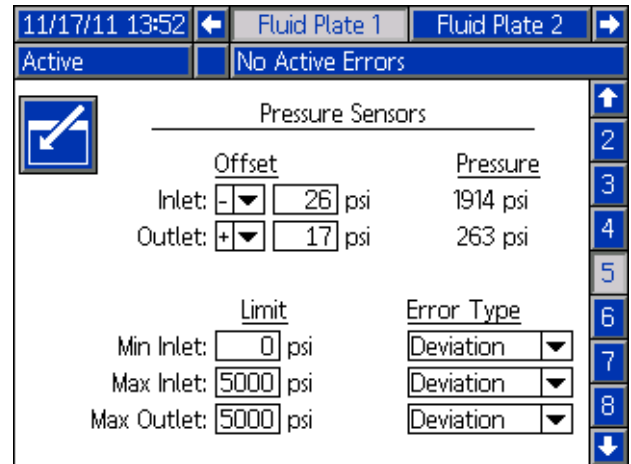 11/17/11 13:52 Fluid Plate 1 Fluid Plate 2
Active No Active Errors
Pressure Sensors
Offset Pressure
Inlet: - 26 psi 1914 psi
Outlet: + 17 psi 263 psi
Limit Error Type
Min Inlet: 0 psi Deviation
Max Inlet: 5000 psi Deviation
Max Outlet: 5000 psi Deviation
2
3
4
5
6
7
8